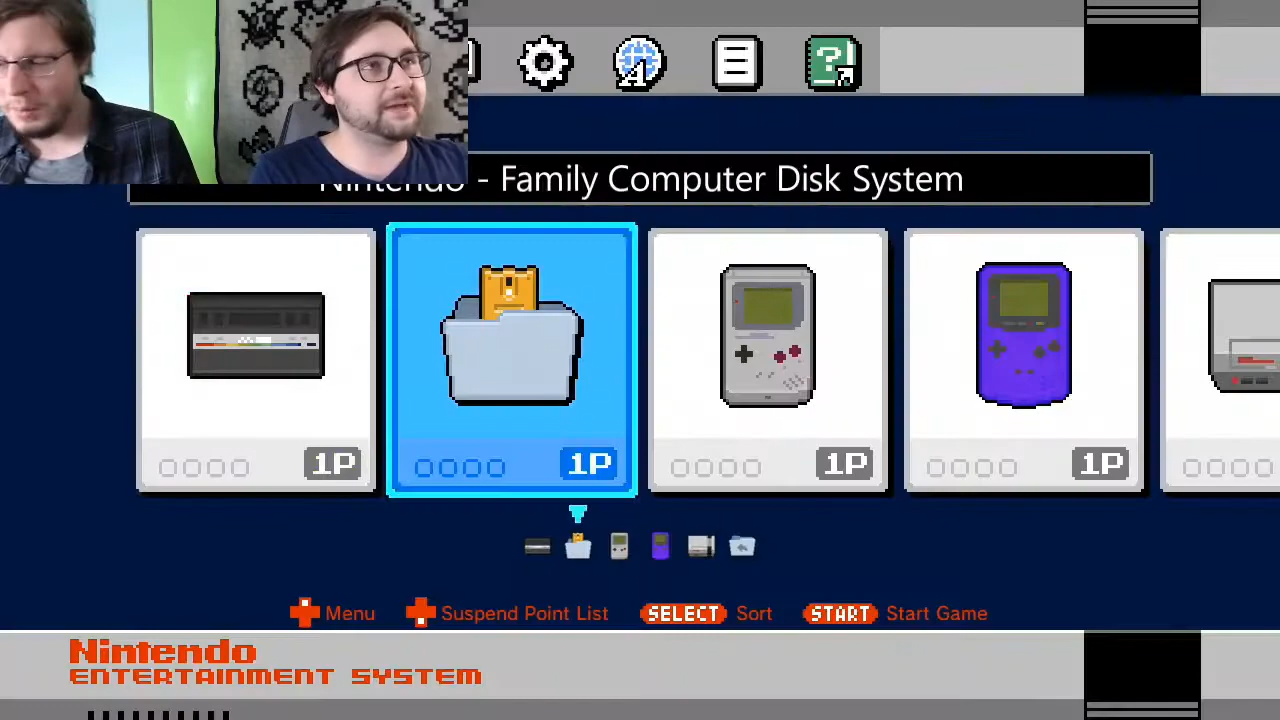 Nintendo - Family Computer Disk System
1P
1P
1P
1P
Menu
Suspend Point List
SELECT Sort
START Start Game
Nintendo
ENTERTAINMENT SYSTEM